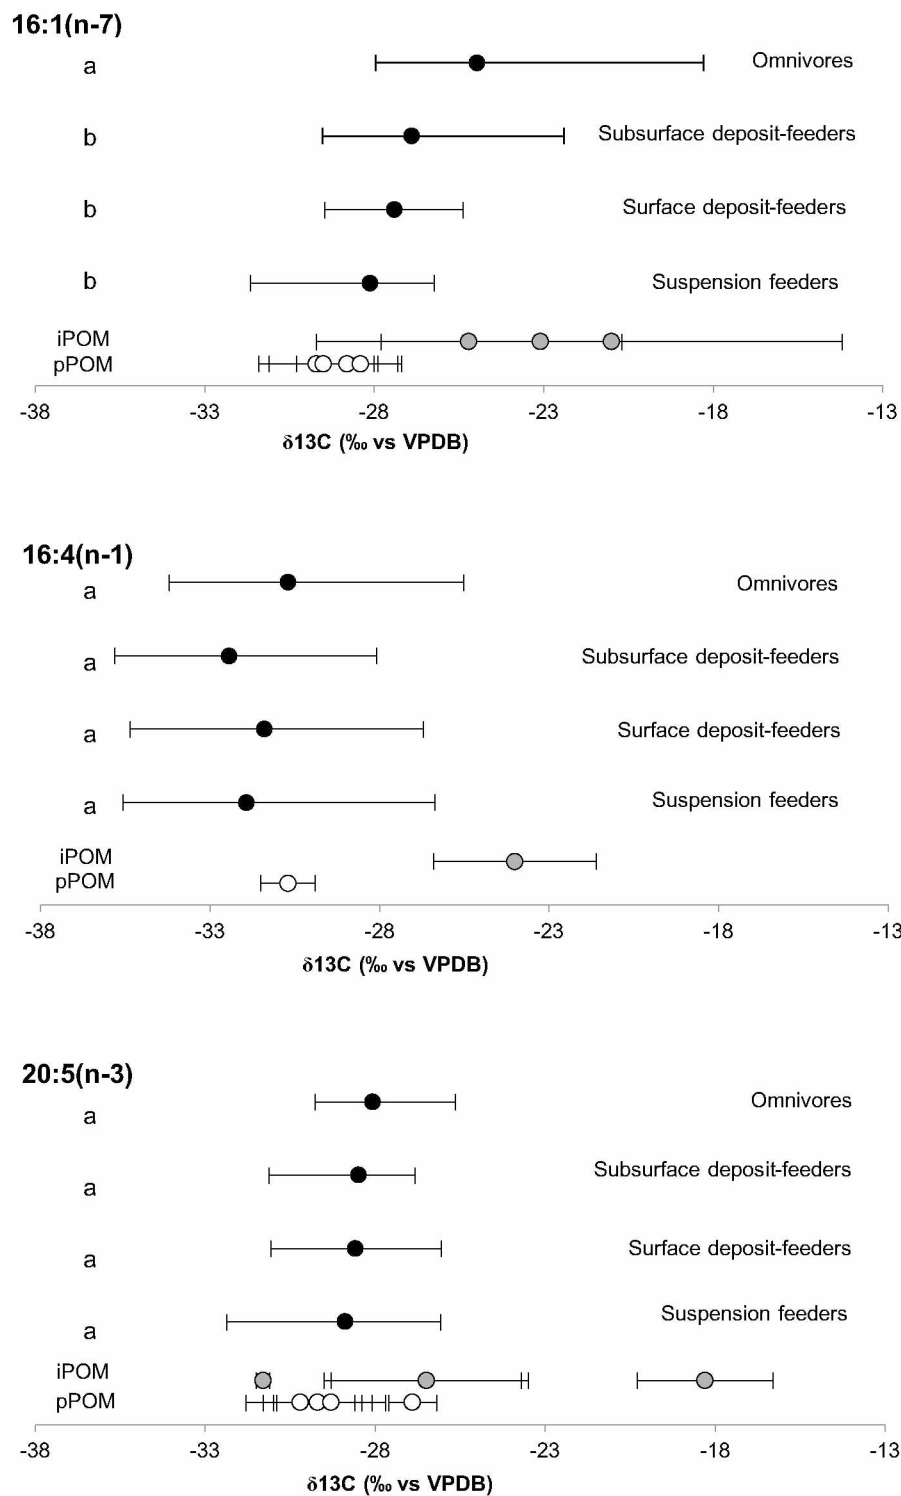 16:1(n-7)
a Omnivores
b Subsurface deposit-feeders
b Surface deposit-feeders
b Suspension feeders
iPOM
pPOM
-38 -33 -28 -23 -18 -13
δ13C (‰ vs VPDB)
16:4(n-1)
a Omnivores
a Subsurface deposit-feeders
a Surface deposit-feeders
a Suspension feeders
iPOM
pPOM
-38 -33 -28 -23 -18 -13
δ13C (‰ vs VPDB)
20:5(n-3)
a Omnivores
a Subsurface deposit-feeders
a Surface deposit-feeders
a Suspension feeders
iPOM
pPOM
-38 -33 -28 -23 -18 -13
δ13C (‰ vs VPDB)